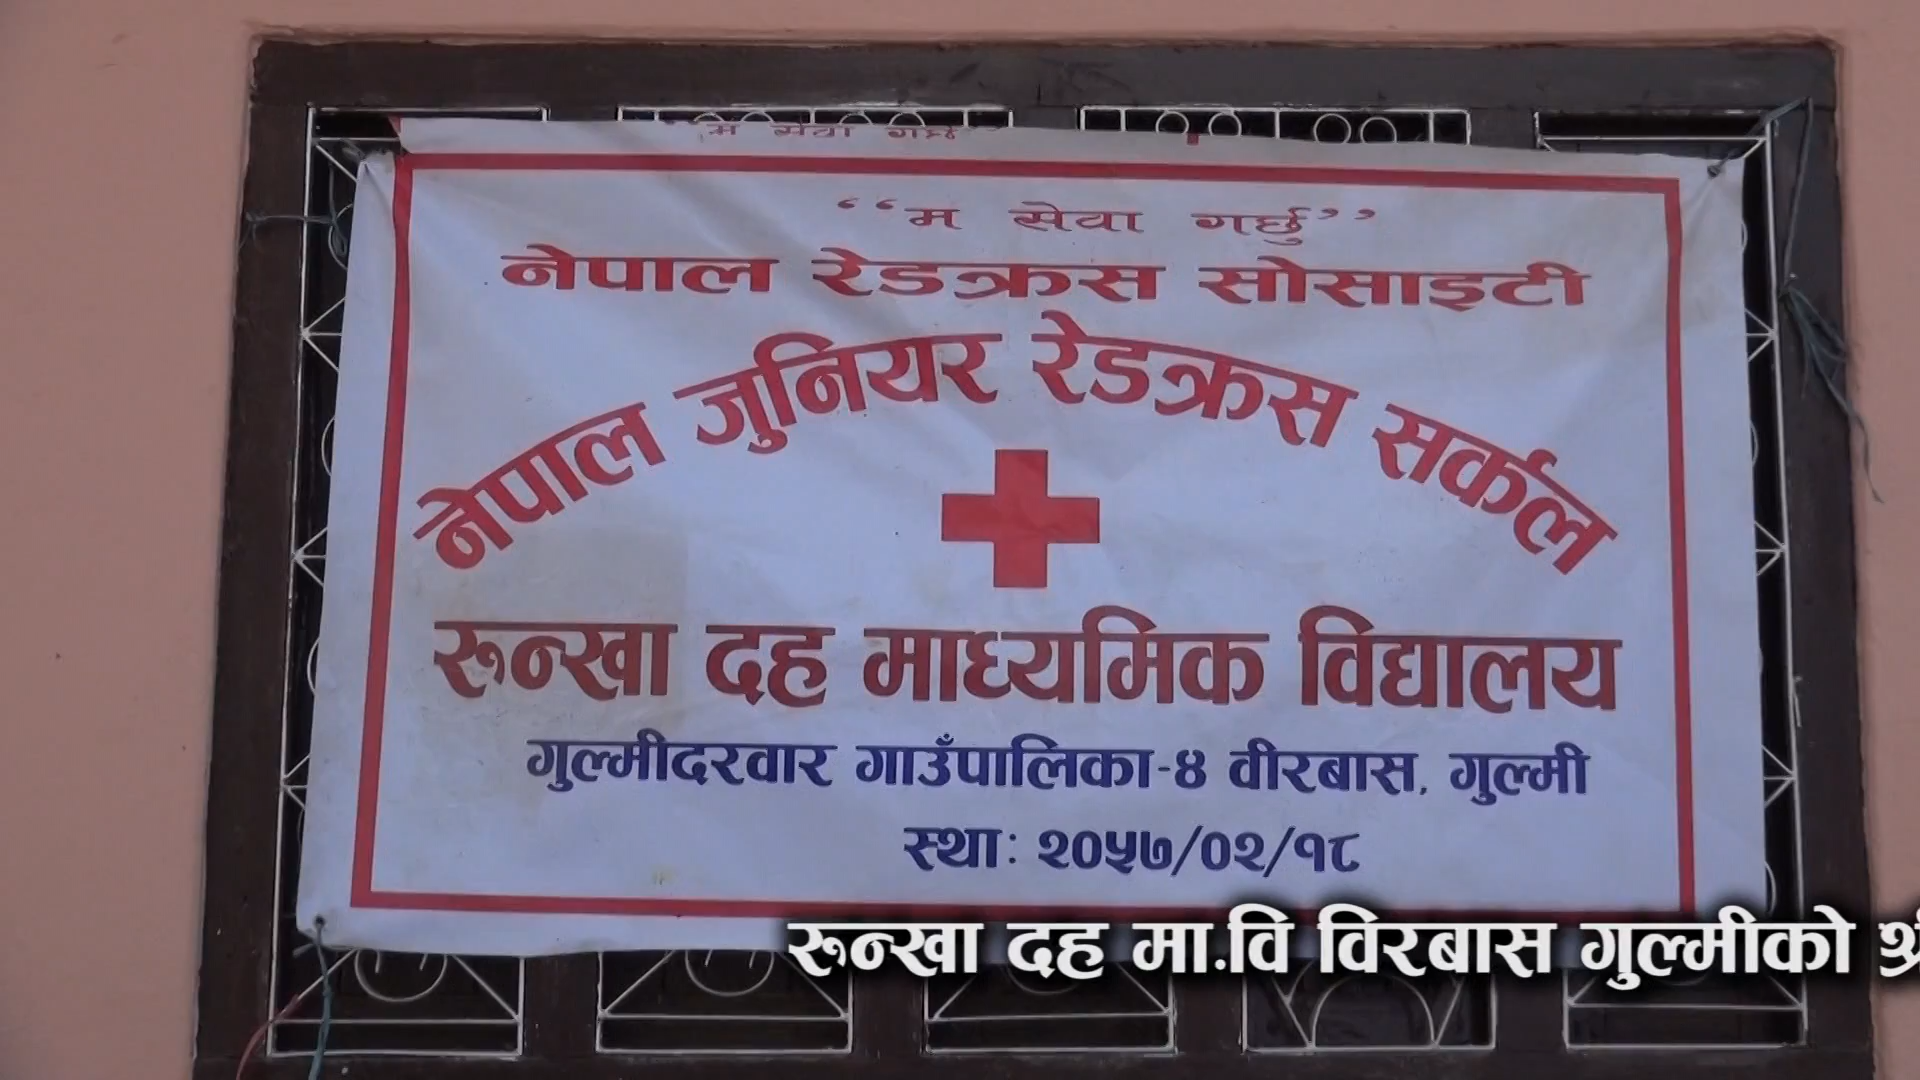 म सेवा गर्छु
‘‘म सेवा गर्छु’’
नेपाल रेडक्रस सोसाइटी
नेपाल जुनियर रेडक्रस सर्कल
रुन्खा दह माध्यमिक विद्यालय
गुल्मीदरवार गाउँपालिका-४ वीरबास, गुल्मी
स्था: २०५७/०२/१८
रुन्खा दह मा.वि विरबास गुल्मीको